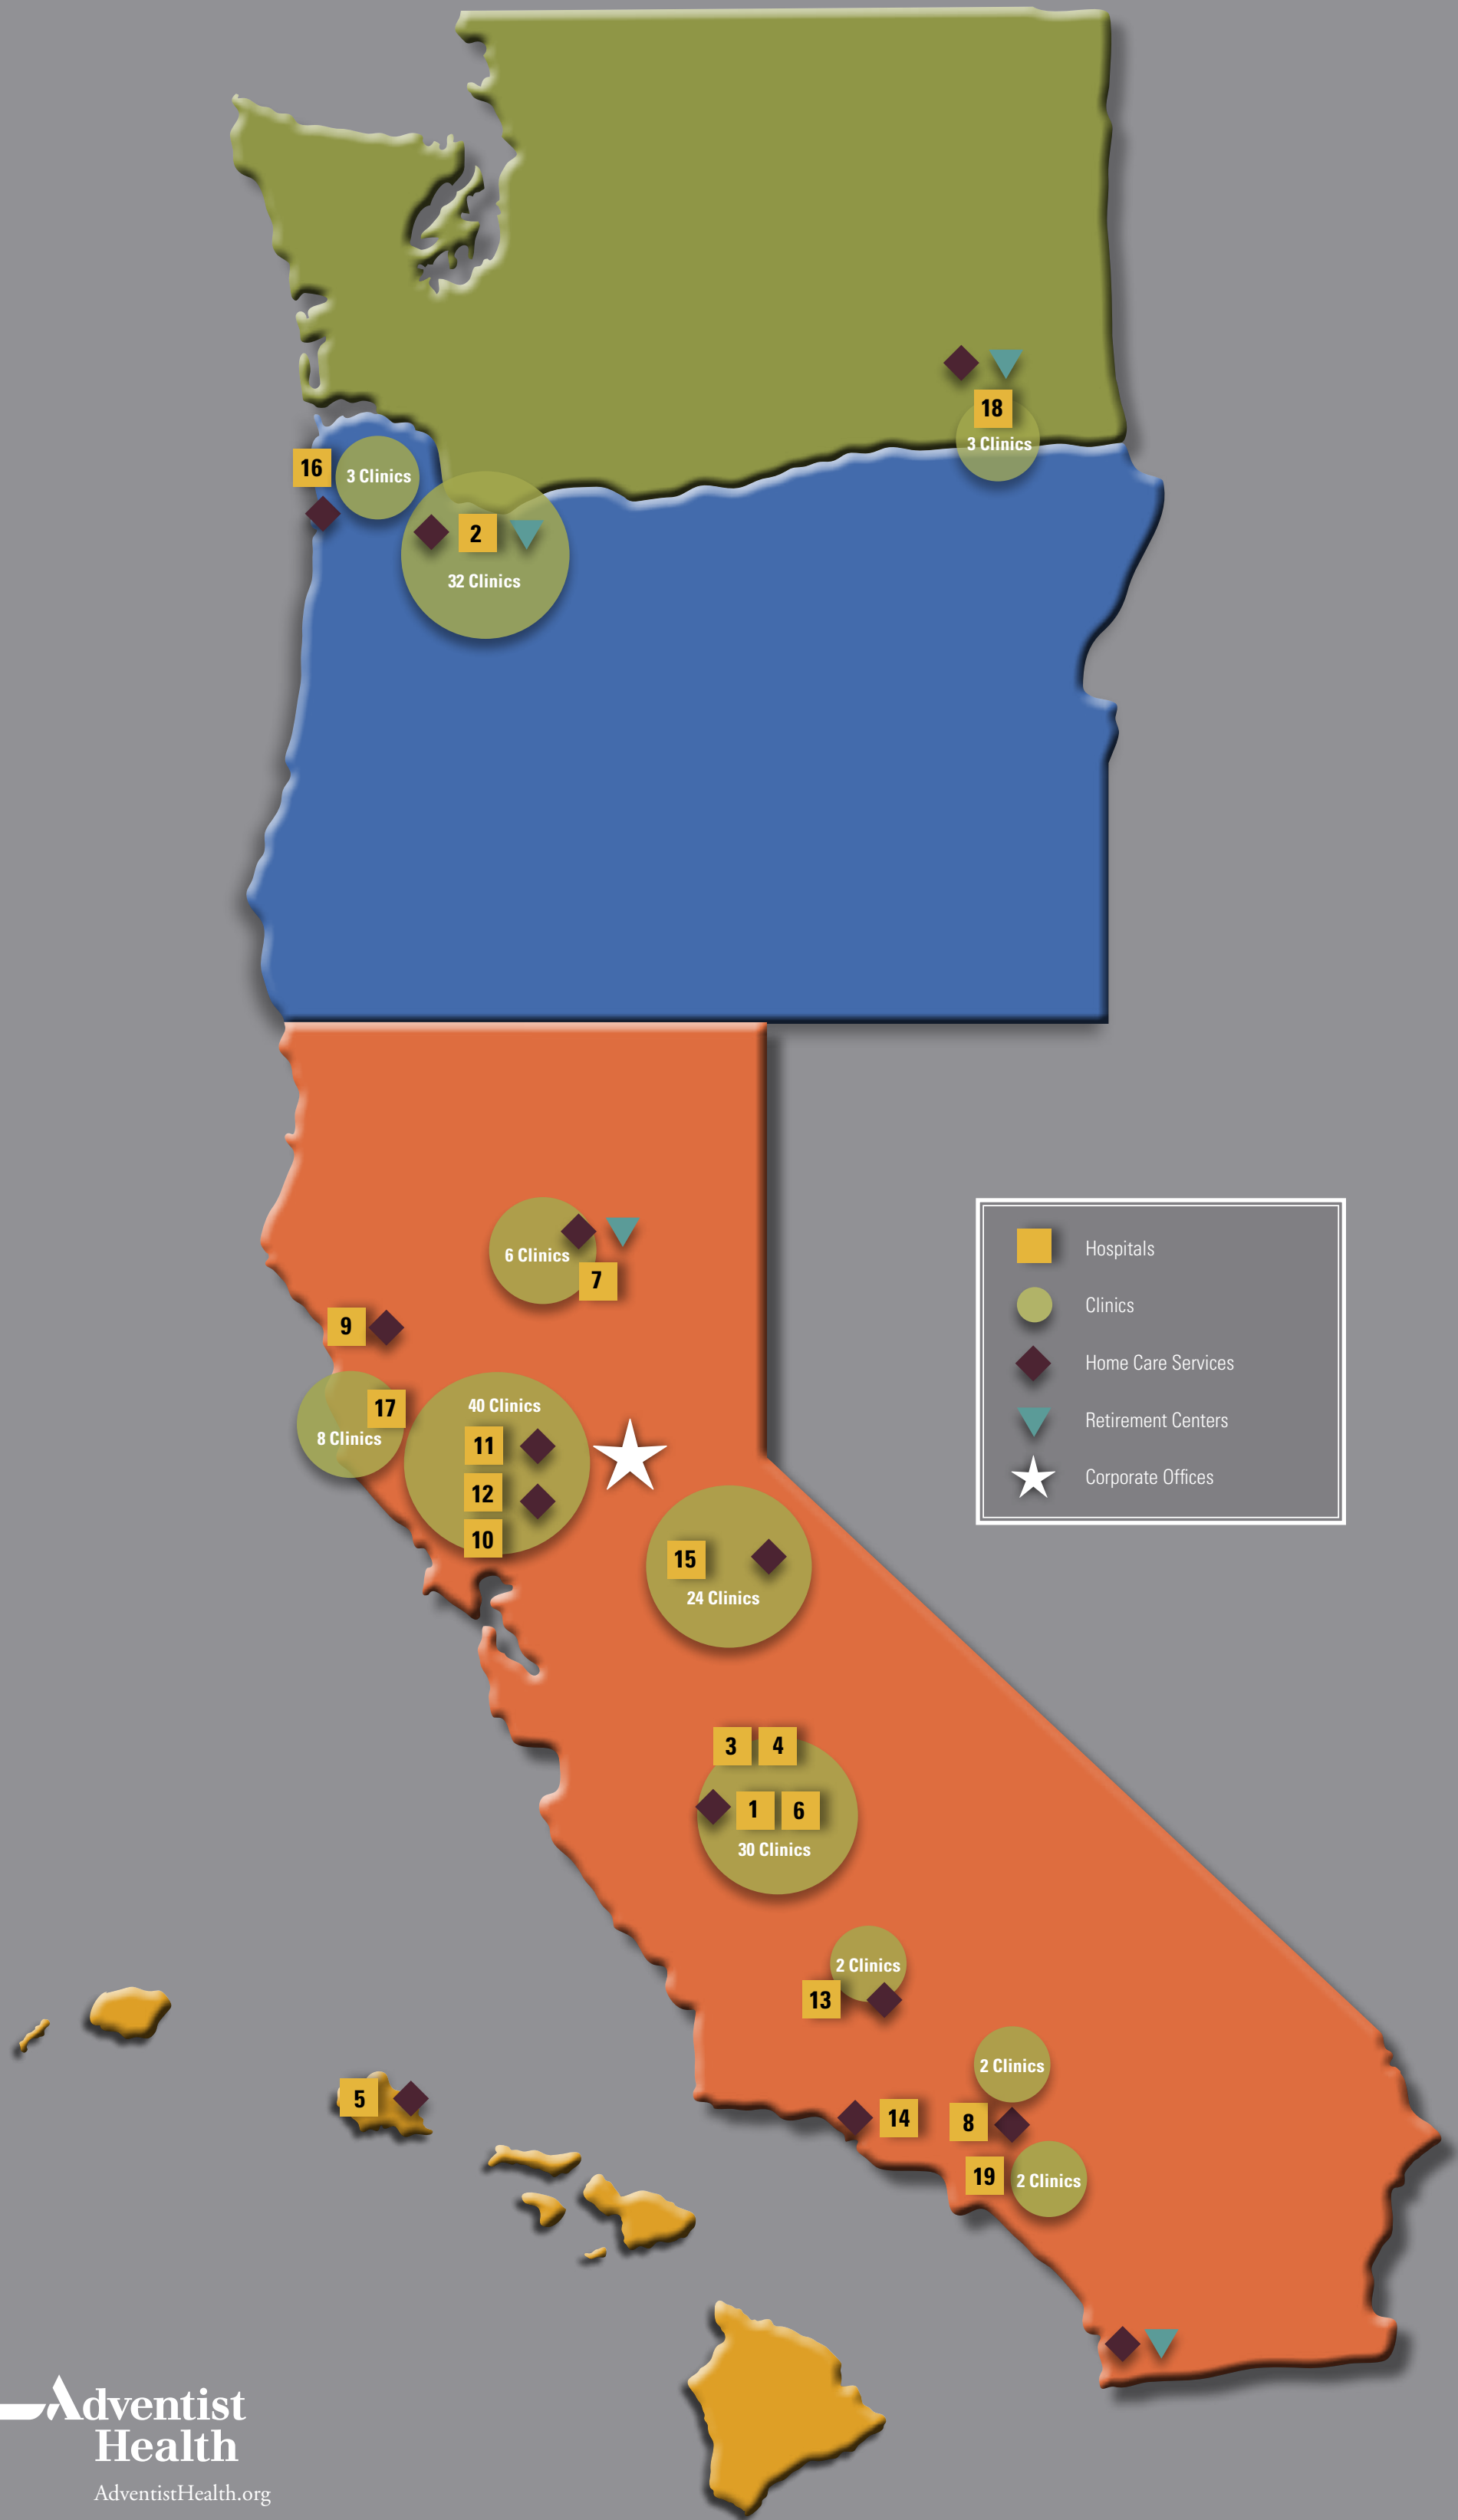 18
3 Clinics
16
3 Clinics
2
32 Clinics
6 Clinics
7
9
17
8 Clinics
40 Clinics
11
12
10
15
24 Clinics
3 4
1 6
30 Clinics
2 Clinics
13
2 Clinics
14
8
19
2 Clinics
5
Hospitals
Clinics
Home Care Services
Retirement Centers
Corporate Offices
Adventist
Health
AdventistHealth.org